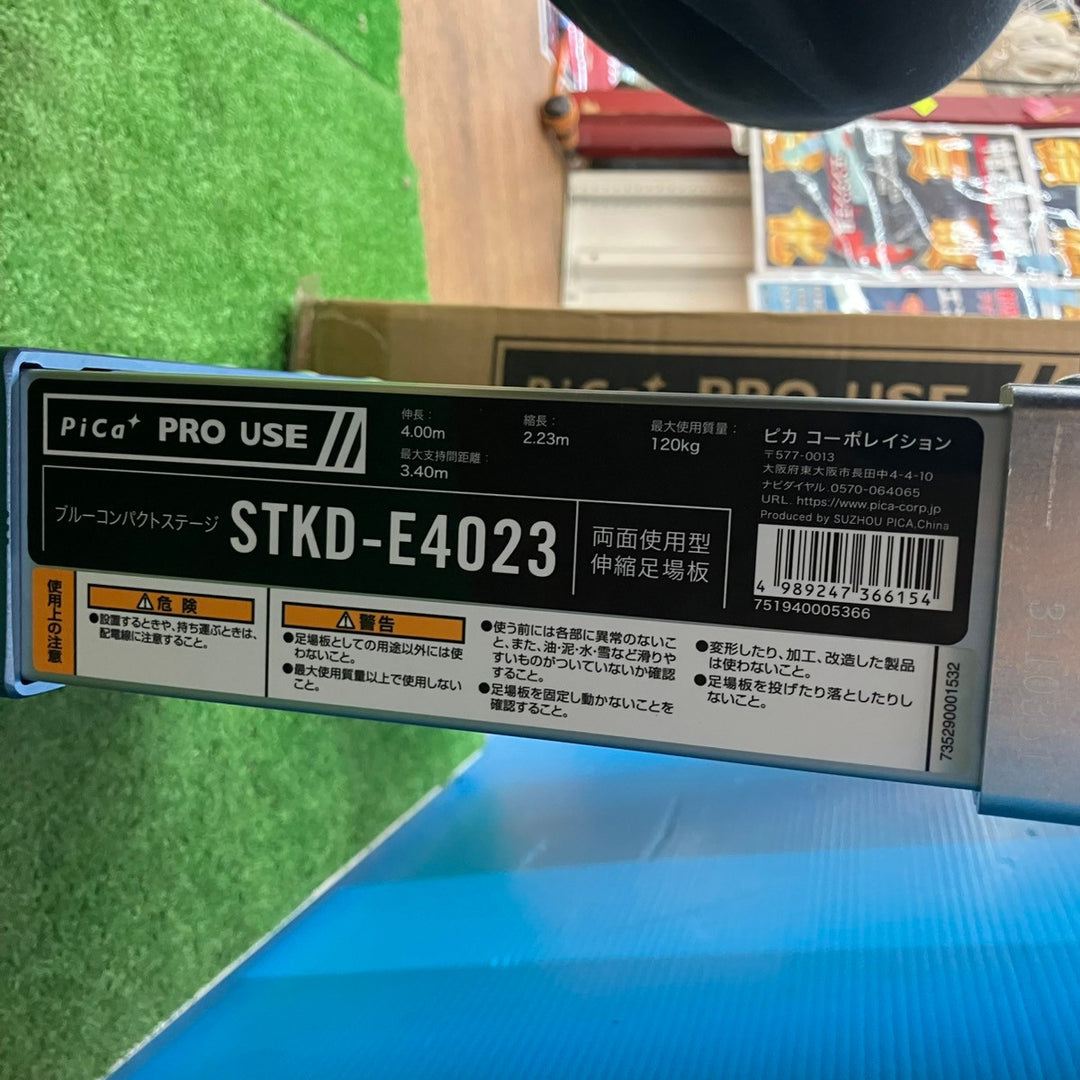 PiCa PRO USE
PiCa PRO USE
伸長：
4.00m
縮長：
2.23m
最大使用質量：
120kg
最大支持間距離：
3.40m
ピカ コーポレイション
〒577-0013
大阪府東大阪市長田中4-4-10
ナビダイヤル.0570-064065
URL. https://www.pica-corp.jp
Produced by SUZHOU PICA,China
ブルーコンパクトステージ STKD-E4023
両面使用型
伸縮足場板
4 989247 366154
751940005366
使用上の注意
危険
●設置するときや、持ち運ぶときは、
配電線に注意すること。
警告
●足場板としての用途以外には使
わないこと。
●最大使用質量以上で使用しない
こと。
●使う前には各部に異常のないこ
と、また、油・泥・水・雪など滑りや
すいものがついていないか確認
すること。
●足場板を固定し動かないことを
確認すること。
●変形したり、加工、改造した製品
は使わないこと。
●足場板を投げたり落としたりし
ないこと。
735290001532